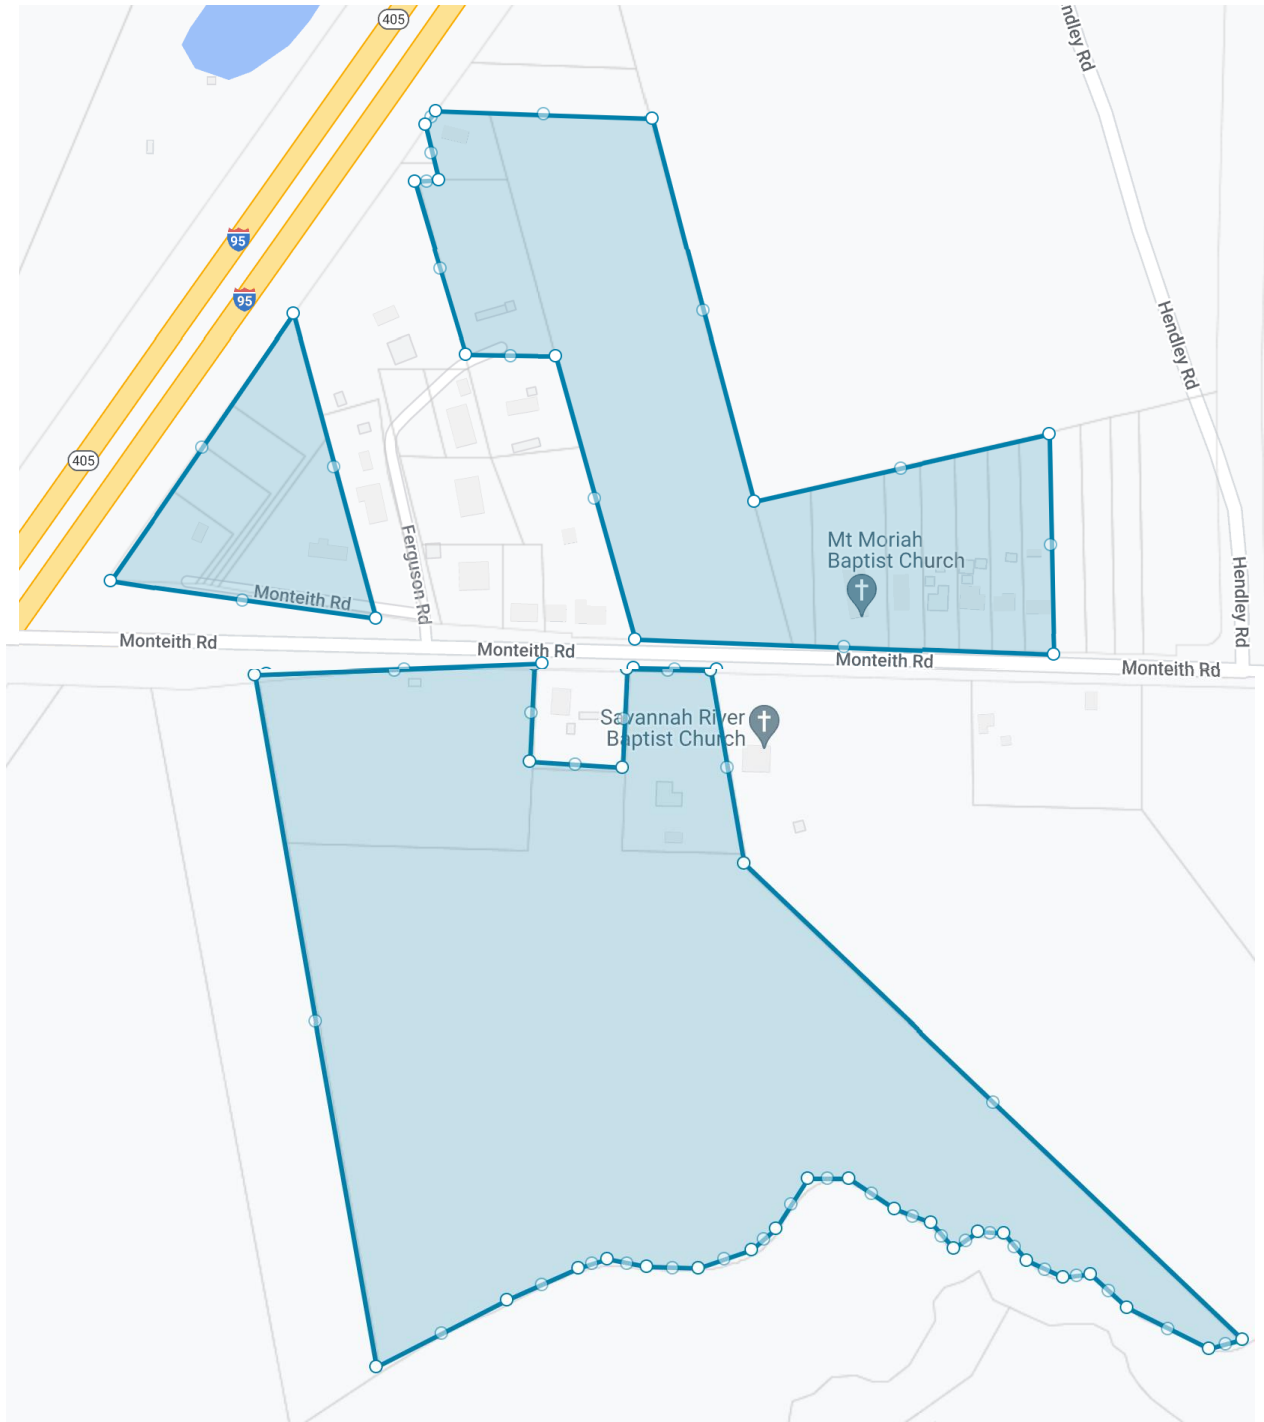 405
ndley Rd
95
95
Hendley Rd
405
Mt Moriah
Baptist Church
Ferguson Rd
Hendley Rd
Monteith Rd
Monteith Rd
Monteith Rd
Monteith Rd
Monteith Rd
Savannah River
Baptist Church